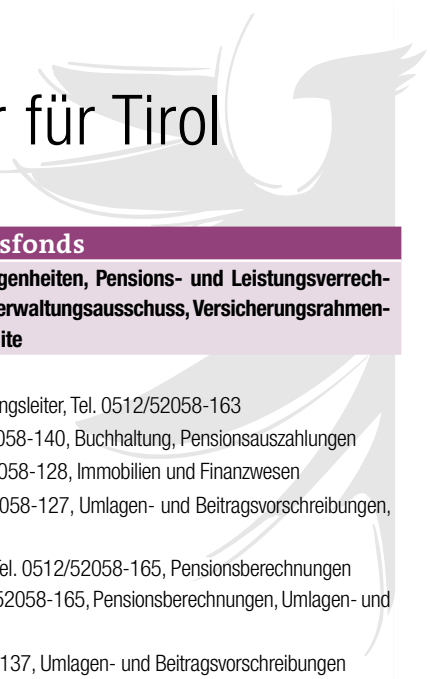 r für Tirol
sfonds
genheiten, Pensions- und Leistungsverrech-
erwaltungsausschuss, Versicherungsrahmen-
ite
ngsleiter, Tel. 0512/52058-163
058-140, Buchhaltung, Pensionsauszahlungen
058-128, Immobilien und Finanzwesen
058-127, Umlagen- und Beitragsvorschreibungen,
Tel. 0512/52058-165, Pensionsberechnungen
52058-165, Pensionsberechnungen, Umlagen- und
137, Umlagen- und Beitragsvorschreibungen